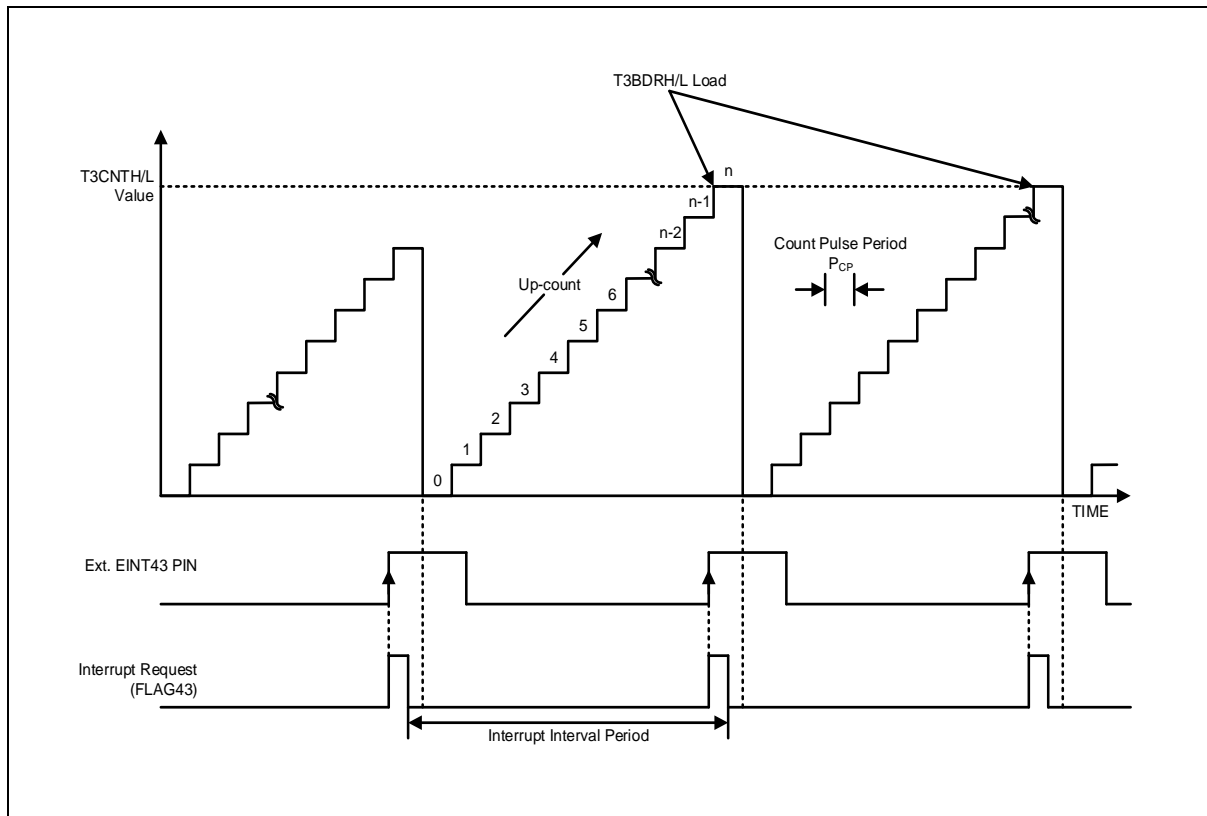 T3BDRH/L Load
T3CNTH/L
Value
n
n-1
n-2
Count Pulse Period
PCP
Up-count
6
5
4
3
2
1
0
TIME
Ext. EINT43 PIN
Interrupt Request
(FLAG43)
Interrupt Interval Period